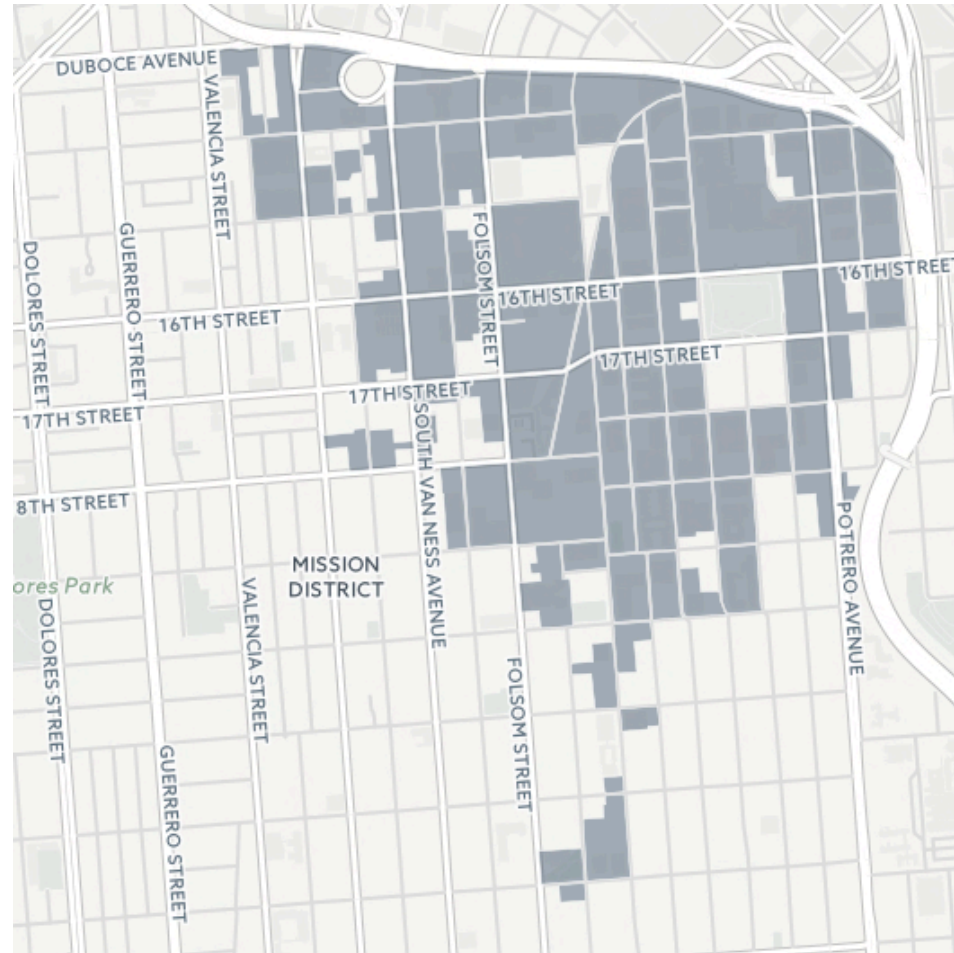 DUBOCE AVENUE
VALENCIA STREET
GUERRERO STREET
DOLORES STREET
FOLSOM STREET
16TH STREET
16TH STREET
16TH STREET
17TH STREET
17TH STREET
17TH STREET
8TH STREET
SOUTH VAN NESS AVENUE
POTRERO AVENUE
MISSION
DISTRICT
ores Park
DOLORES STREET
VALENCIA STREET
FOLSOM STREET
GUERRERO STREET